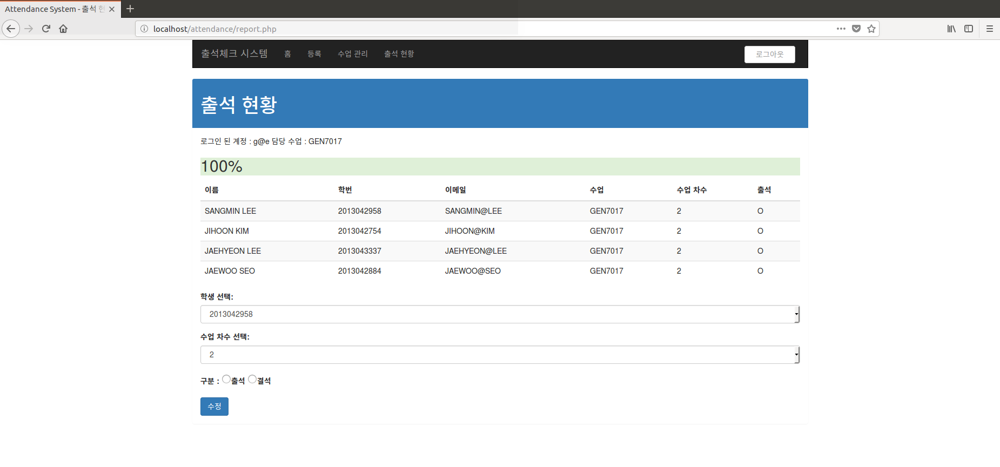 Attendance System - 출석 현
localhost/attendance/report.php
출석체크 시스템 홈 등록 수업 관리 출석 현황 로그아웃
출석 현황
로그인 된 계정 : g@e 담당 수업 : GEN7017
100%
이름 학번 이메일 수업 수업 차수 출석
SANGMIN LEE 2013042958 SANGMIN@LEE GEN7017 2 O
JIHOON KIM 2013042754 JIHOON@KIM GEN7017 2 O
JAEHYEON LEE 2013043337 JAEHYEON@LEE GEN7017 2 O
JAEWOO SEO 2013042884 JAEWOO@SEO GEN7017 2 O
학생 선택:
2013042958
수업 차수 선택:
2
구분 : 출석 결석
수정